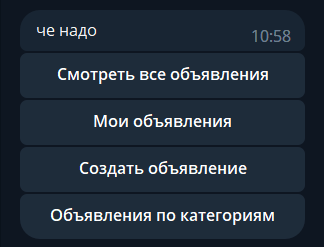 че надо
10:58
Смотреть все объявления
Мои объявления
Создать объявление
Объявления по категориям